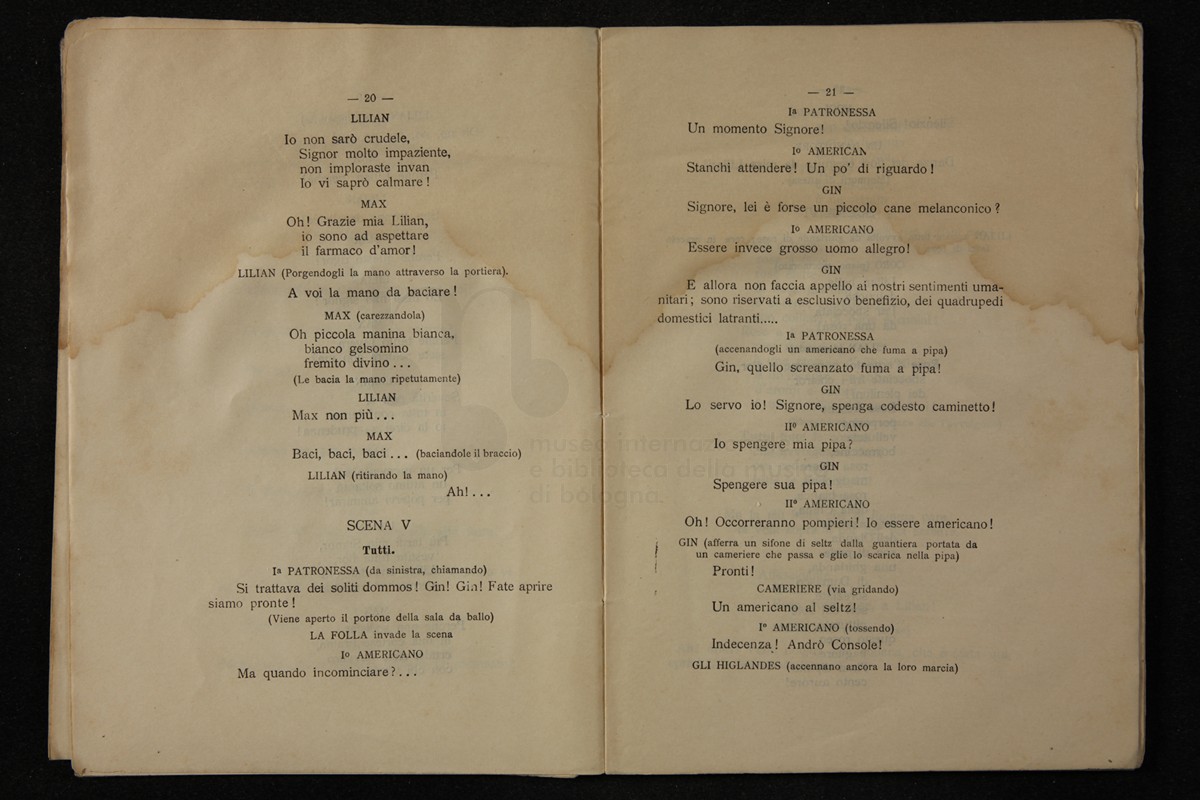 — 20 —
LILIAN
Io non sarò crudele,
Signor molto impaziente,
non imploraste invan
Io vi saprò calmare !
MAX
Oh! Grazie mia Lilian,
io sono ad aspettare
il farmaco d'amor!
LILIAN (Porgendogli la mano attraverso la portiera).
A voi la mano da baciare !
MAX (carezzandola)
Oh piccola manina bianca,
bianco gelsomino
fremito divino . . .
(Le bacia la mano ripetutamente)
LILIAN
Max non più . . .
MAX
Baci, baci, baci . . . (baciandole il braccio)
LILIAN (ritirando la mano)
Ah! . . .
SCENA V
Tutti.
Iª PATRONESSA (da sinistra, chiamando)
Si trattava dei soliti dommos ! Gin! Gin! Fate aprire
siamo pronte !
(Viene aperto il portone della sala da ballo)
LA FOLLA invade la scena
Io AMERICANO
Ma quando incominciare ? . . .
— 21 —
Iª PATRONESSA
Un momento Signore!
Iº AMERICAN
Stanchi attendere ! Un po' di riguardo !
GIN
Signore, lei è forse un piccolo cane melanconico ?
Iº AMERICANO
Essere invece grosso uomo allegro!
GIN
E allora non faccia appello ai nostri sentimenti uma-
nitari ; sono riservati a esclusivo benefizio, dei quadrupedi
domestici latranti.....
Iª PATRONESSA
(accenandogli un americano che fuma a pipa)
Gin, quello screanzato fuma a pipa!
GIN
Lo servo io! Signore, spenga codesto caminetto!
IIº AMERICANO
Io spengere mia pipa?
GIN
Spengere sua pipa!
IIº AMERICANO
Oh! Occorreranno pompieri! Io essere americano!
GIN (afferra un sifone di seltz dalla guantiera portata da
un cameriere che passa e glie lo scarica nella pipa)
Pronti!
CAMERIERE (via gridando)
Un americano al seltz!
Iº AMERICANO (tossendo)
Indecenza! Andrò Console!
GLI HIGLANDES (accennano ancora la loro marcia)
museo internaz
e biblioteca della musica
di bologna.